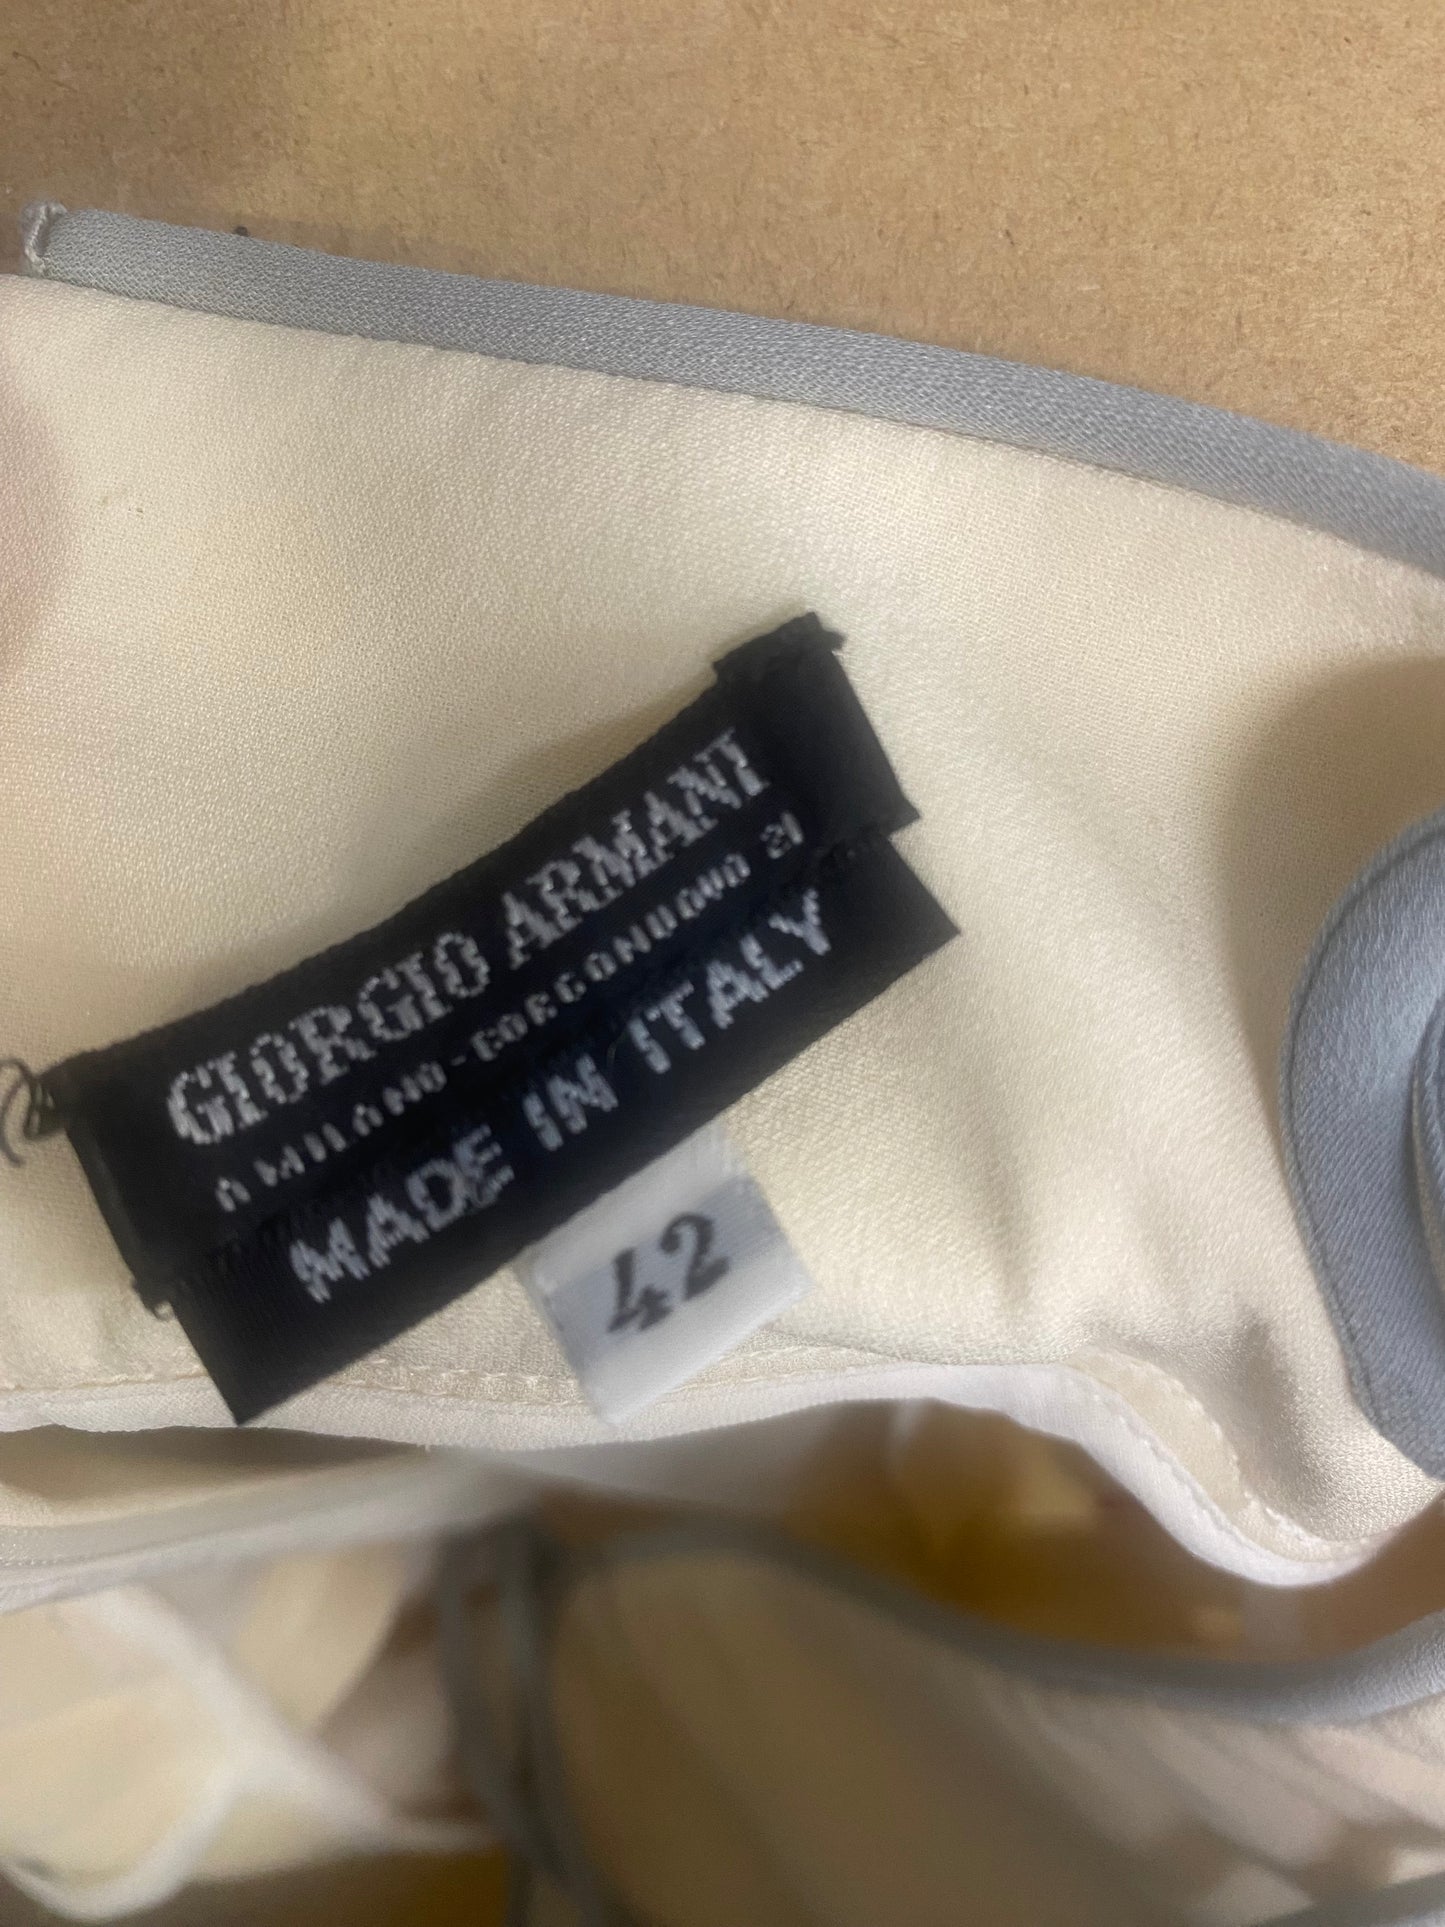 GIORGIO ARMANI
A MILANO-BORGONUOVO 21
MADE IN ITALY
42